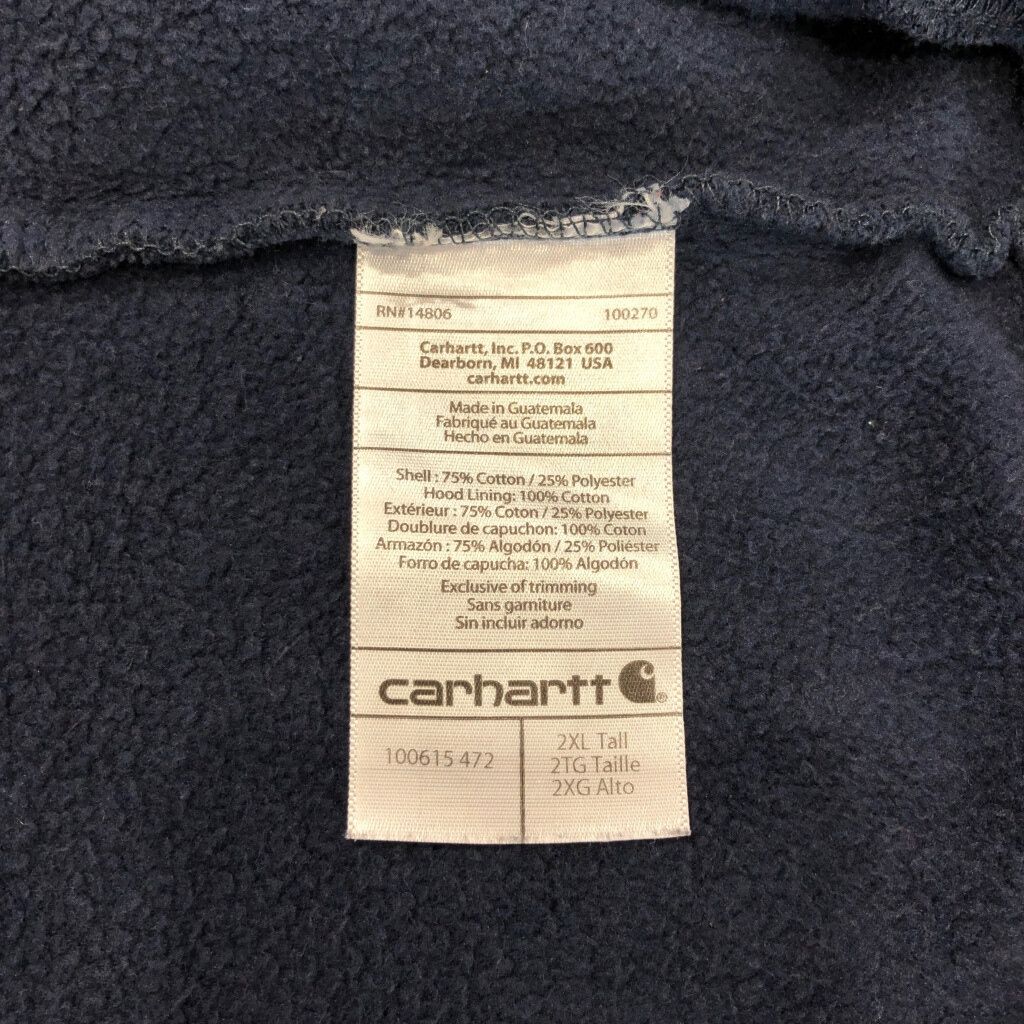 RN#14806 100270
Carhartt, Inc. P.O. Box 600
Dearborn, MI 48121 USA
carhartt.com
Made in Guatemala
Fabriqué au Guatemala
Hecho en Guatemala
Shell : 75% Cotton / 25% Polyester
Hood Lining: 100% Cotton
Extérieur : 75% Coton / 25% Polyester
Doublure de capuchon: 100% Coton
Armazón : 75% Algodón / 25% Poliéster
Forro de capucha: 100% Algodón
Exclusive of trimming
Sans garniture
Sin incluir adorno
carhartt ®
100615 472
2XL Tall
2TG Taille
2XG Alto